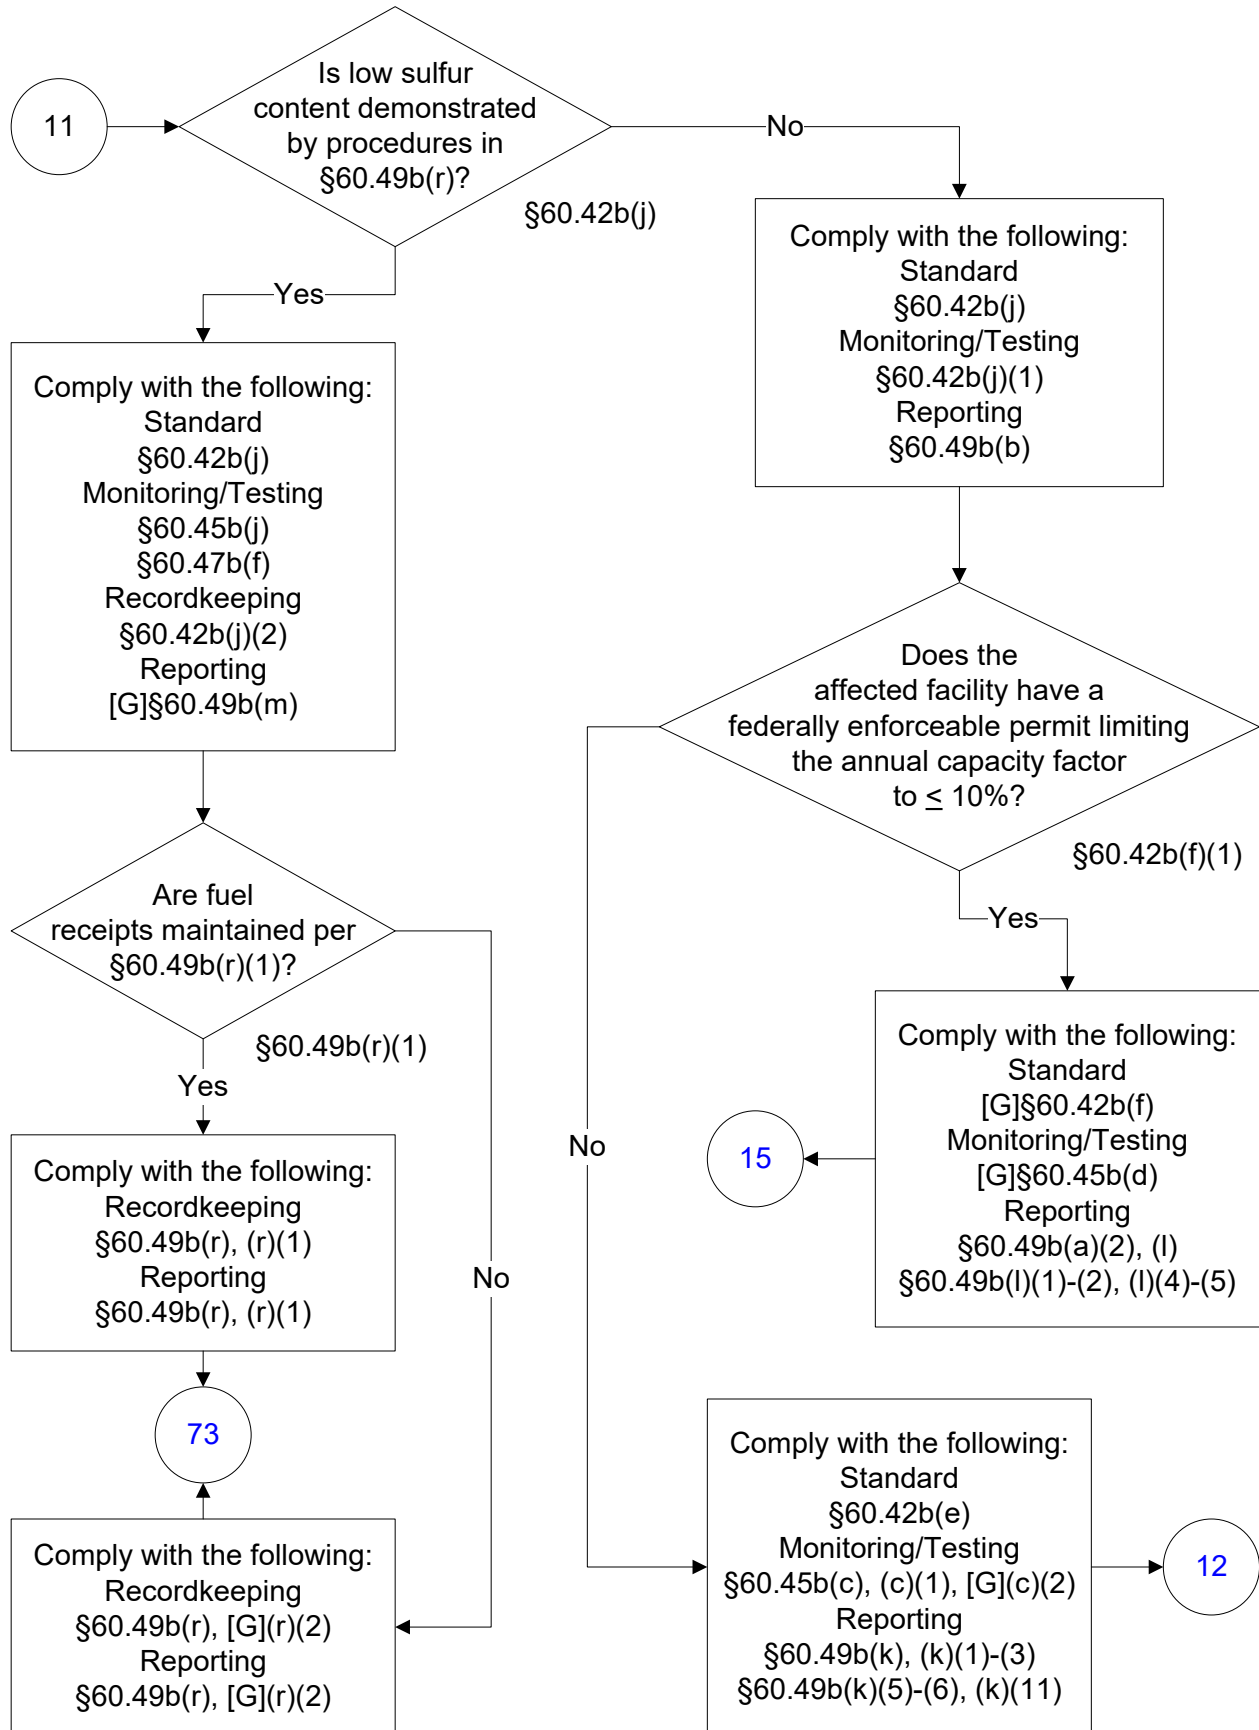 11
Is low sulfur
content demonstrated
by procedures in
§60.49b(r)?
§60.42b(j)
No
Yes
Comply with the following:
Standard
§60.42b(j)
Monitoring/Testing
§60.42b(j)(1)
Reporting
§60.49b(b)
Comply with the following:
Standard
§60.42b(j)
Monitoring/Testing
§60.45b(j)
§60.47b(f)
Recordkeeping
§60.42b(j)(2)
Reporting
[G]§60.49b(m)
Does the
affected facility have a
federally enforceable permit limiting
the annual capacity factor
to ≤ 10%?
§60.42b(f)(1)
Yes
No
Are fuel
receipts maintained per
§60.49b(r)(1)?
§60.49b(r)(1)
Yes
No
Comply with the following:
Standard
[G]§60.42b(f)
Monitoring/Testing
[G]§60.45b(d)
Reporting
§60.49b(a)(2), (l)
§60.49b(l)(1)-(2), (l)(4)-(5)
15
Comply with the following:
Recordkeeping
§60.49b(r), (r)(1)
Reporting
§60.49b(r), (r)(1)
73
Comply with the following:
Recordkeeping
§60.49b(r), [G](r)(2)
Reporting
§60.49b(r), [G](r)(2)
Comply with the following:
Standard
§60.42b(e)
Monitoring/Testing
§60.45b(c), (c)(1), [G](c)(2)
Reporting
§60.49b(k), (k)(1)-(3)
§60.49b(k)(5)-(6), (k)(11)
12